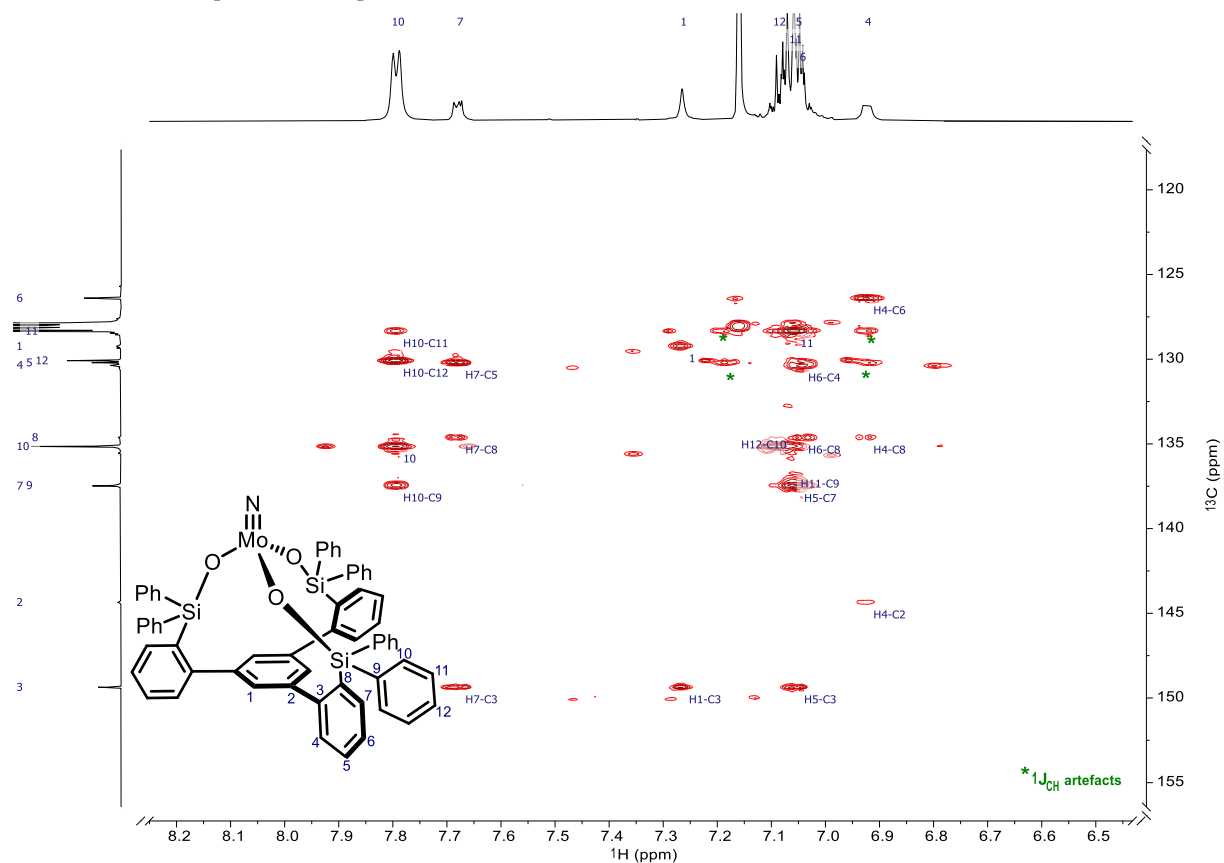 10 7 1 12 5 4
11
6
120
6
125
H4-C6
11
H10-C11
*
11
*
1
1
130
4 5 12
H10-C12
H7-C5
*
H6-C4
*
8
135
10
10
H7-C8
H12-C10
H6-C8
H4-C8
7 9
H10-C9
H11-C9
H5-C7
13C (ppm)
N
140
Mo
O
O
Ph
Ph
Si
Ph
O
Si
Ph
2
145
H4-C2
Ph
Si
Ph
10
9
11
8
3
2
7
12
1
3
H7-C3
H1-C3
H5-C3
150
4
6
5
* 1JCH artefacts
155
8.2 8.1 8.0 7.9 7.8 7.7 7.6 7.5 7.4 7.3 7.2 7.1 7.0 6.9 6.8 6.7 6.6 6.5
1H (ppm)